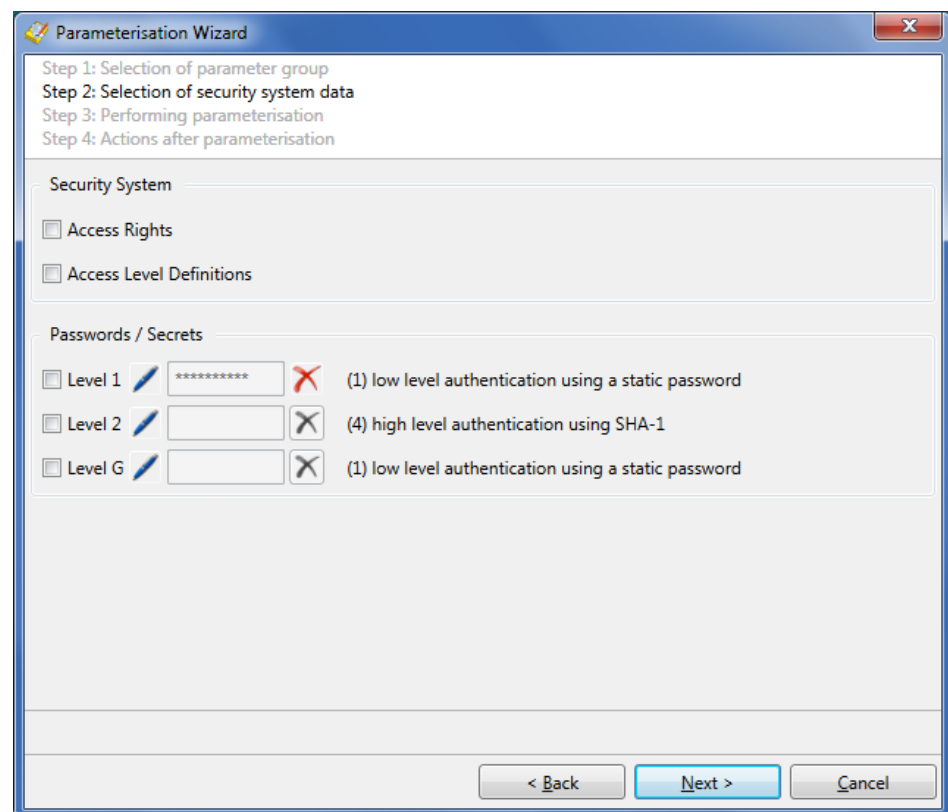 Parameterisation Wizard
Step 1: Selection of parameter group
Step 2: Selection of security system data
Step 3: Performing parameterisation
Step 4: Actions after parameterisation
Security System
Access Rights
Access Level Definitions
Passwords / Secrets
Level 1 ********** (1) low level authentication using a static password
Level 2 (4) high level authentication using SHA-1
Level G (1) low level authentication using a static password
< Back Next > Cancel